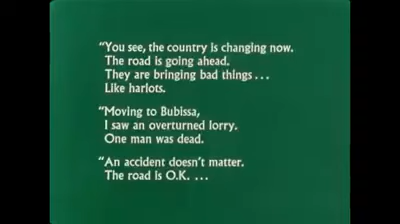 "You see, the country is changing now.
The road is going ahead.
They are bringing bad things...
Like harlots.
"Moving to Bubissa,
I saw an overturned lorry.
One man was dead.
"An accident doesn't matter.
The road is O.K. ...